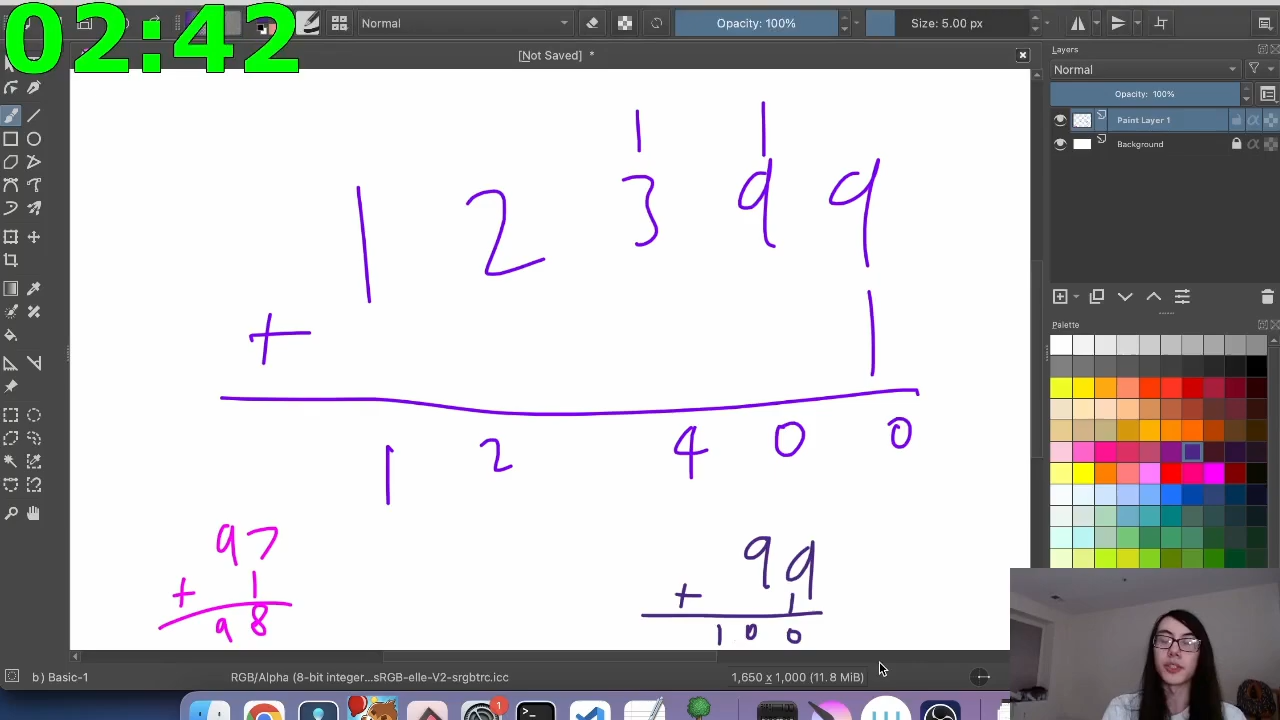 02:42
Normal
Opacity: 100%
Size: 5.00 px
[Not Saved] *
Layers
Normal
Opacity: 100%
Paint Layer 1
Background
Palette
1 1
1 2 3 9 9
+ 1
1 2 4 0 0
97
+ 1
98
99
+ 1
100
b) Basic-1
RGB/Alpha (8-bit integer...sRGB-elle-V2-srgbtrc.icc
1,650 x 1,000 (11.8 MiB)
1